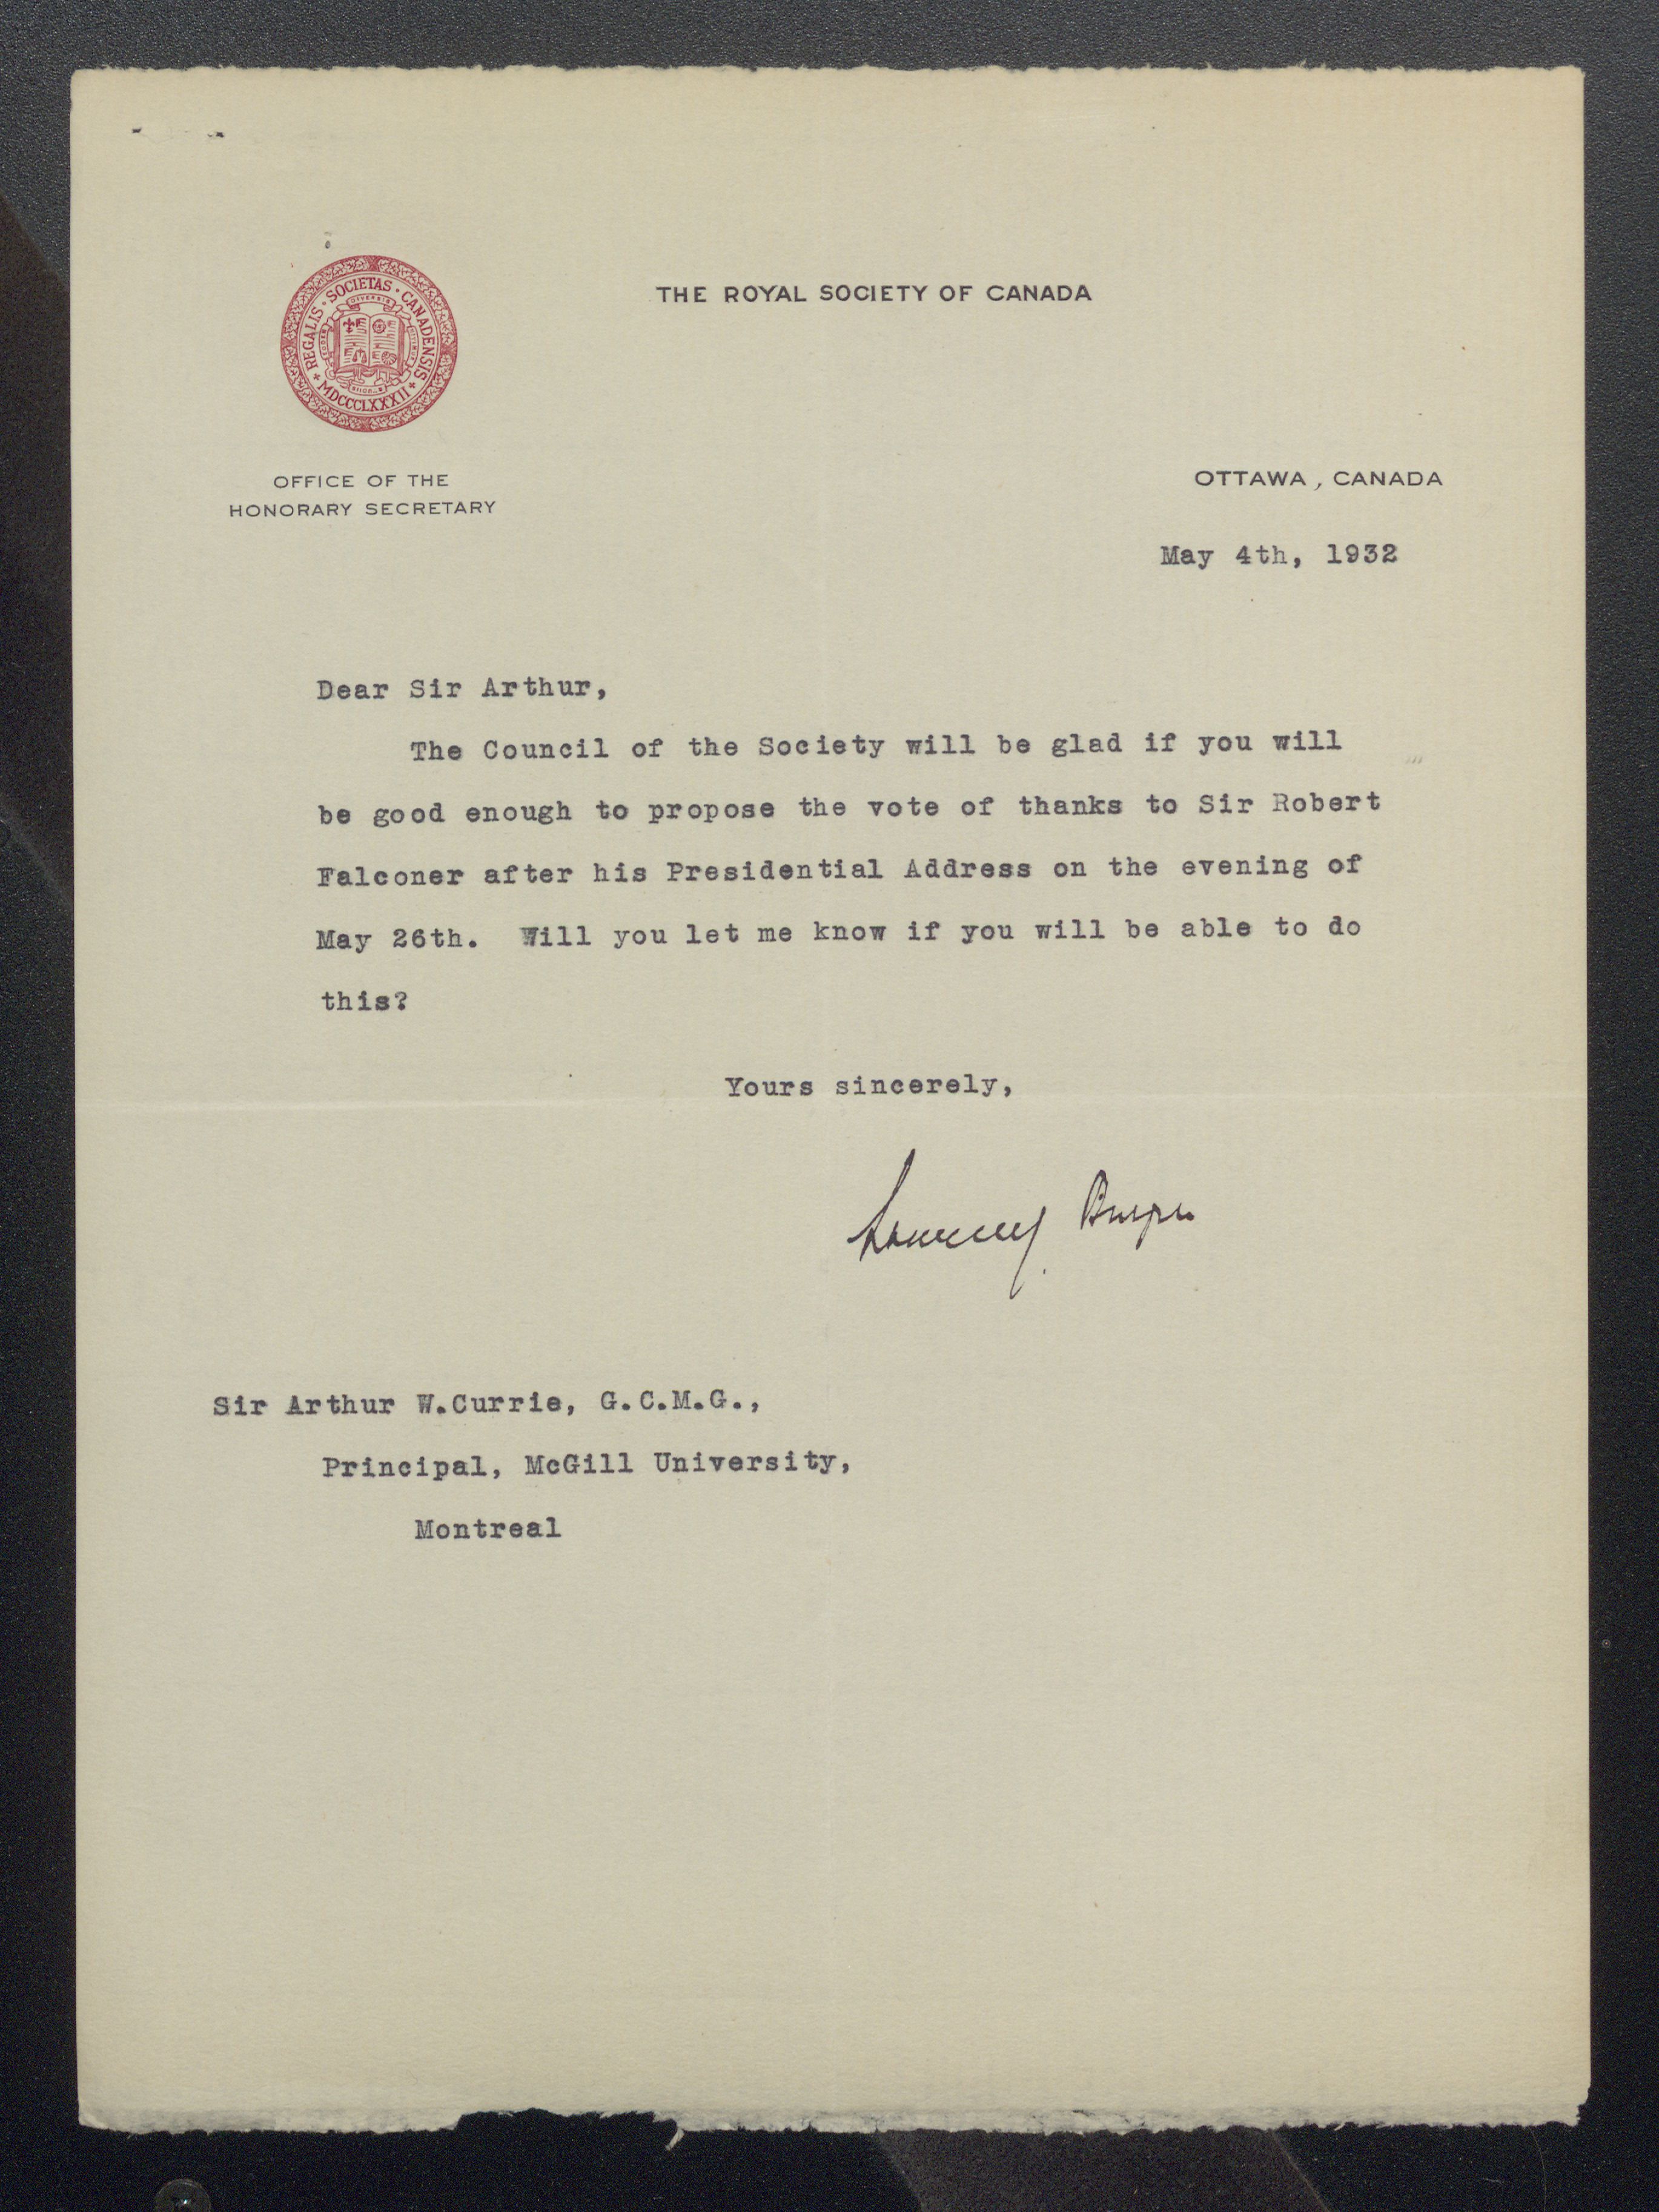 THE ROYAL SOCIETY OF CANADA
REGALIS · SOCIETAS · CANADENSIS
MDCCCLXXXII
OFFICE OF THE
HONORARY SECRETARY
OTTAWA, CANADA
May 4th, 1932
Dear Sir Arthur,
The Council of the Society will be glad if you will
be good enough to propose the vote of thanks to Sir Robert
Falconer after his Presidential Address on the evening of
May 26th. Will you let me know if you will be able to do
this?
Yours sincerely,
Sir Arthur W.Currie, G.C.M.G.,
Principal, McGill University,
Montreal